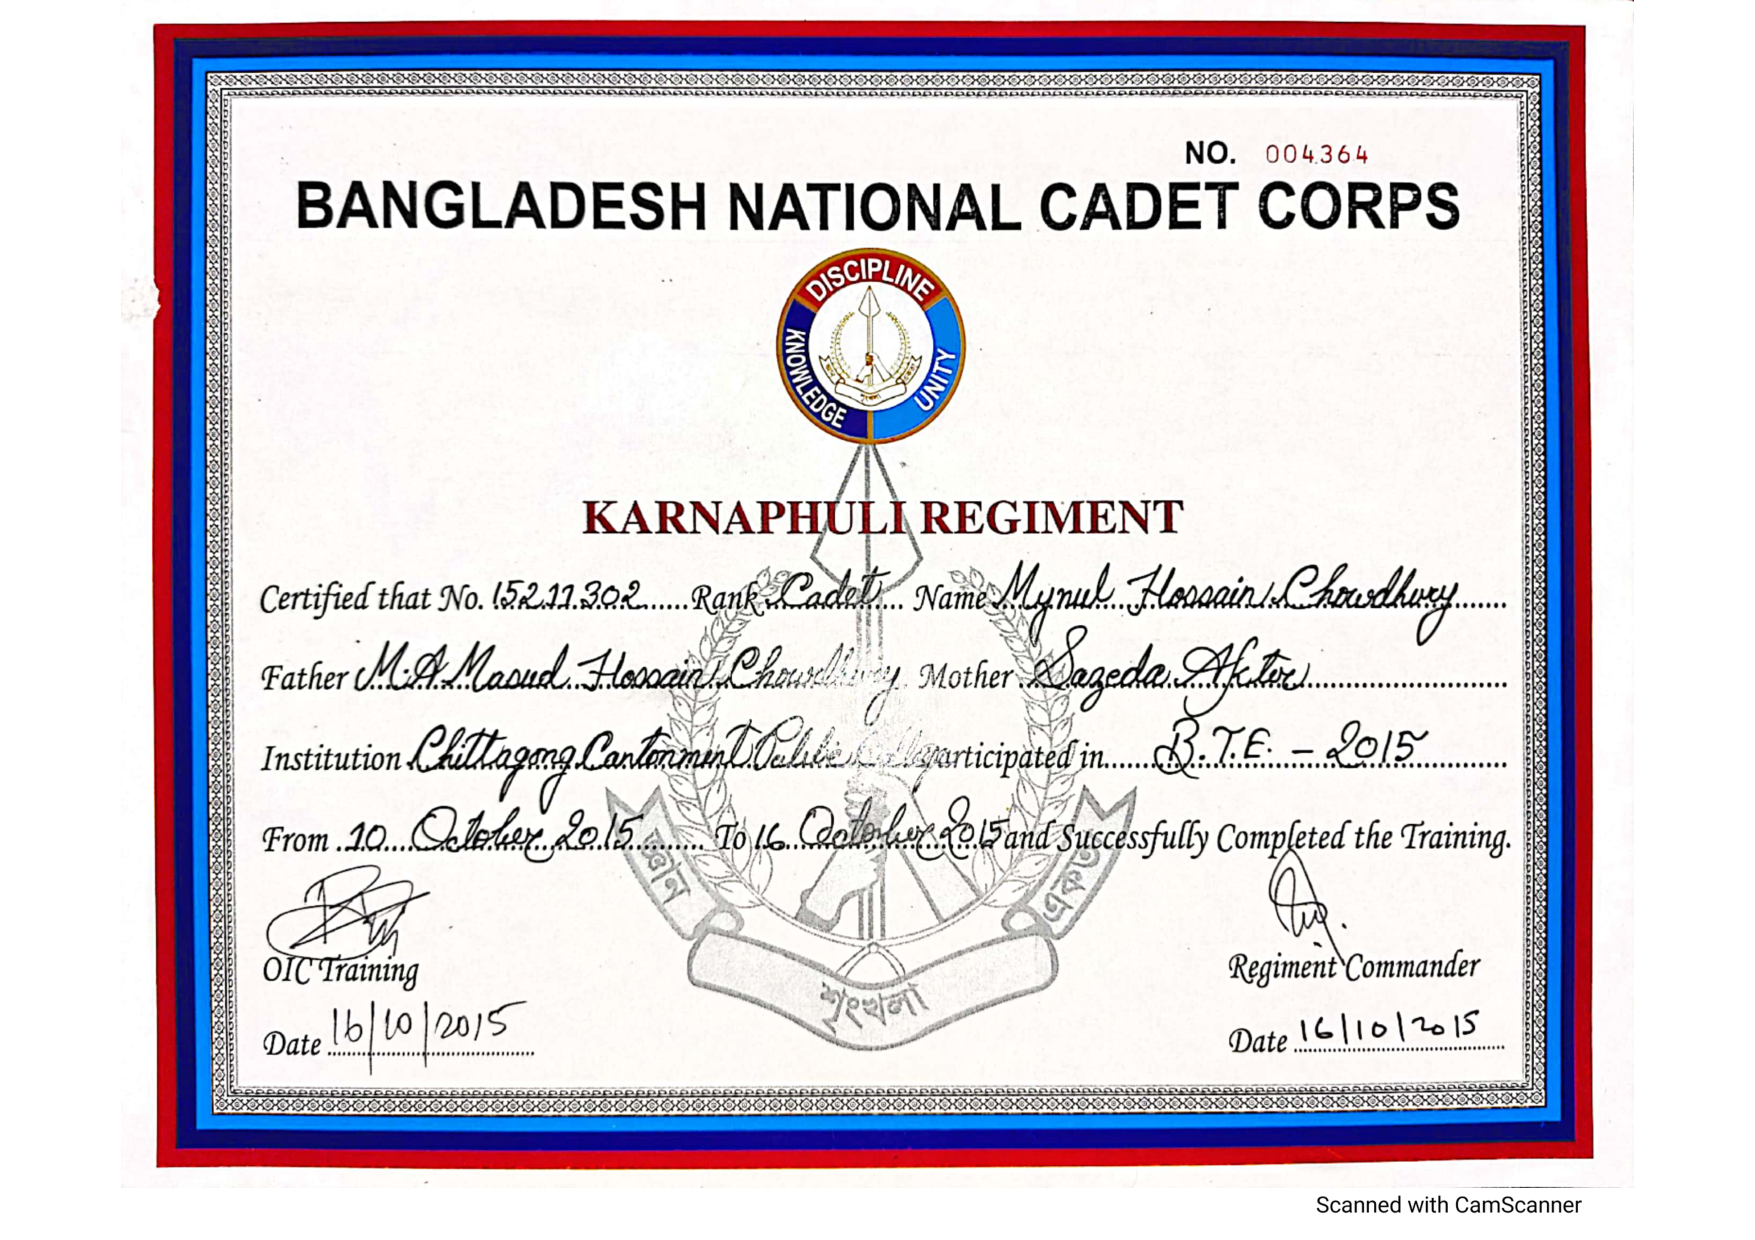 NO. 004364
BANGLADESH NATIONAL CADET CORPS
DISCIPLINE
KNOWLEDGE
UNITY
KARNAPHULI REGIMENT
Certified that No. 15211302 Rank Cadet Name Mynul Hossain Chowdhury
Father M.A Masud Hossain Chowdhury Mother Sazeda Akter
Institution Chittagong Cantonment Public participated in B.T.E. - 2015
From 10 October 2015 To 16 October 2015 and Successfully Completed the Training.
জ্ঞান
একতা
শৃংখলা
OIC Training
Regiment Commander
Date 16/10/2015
Date 16/10/2015
Scanned with CamScanner